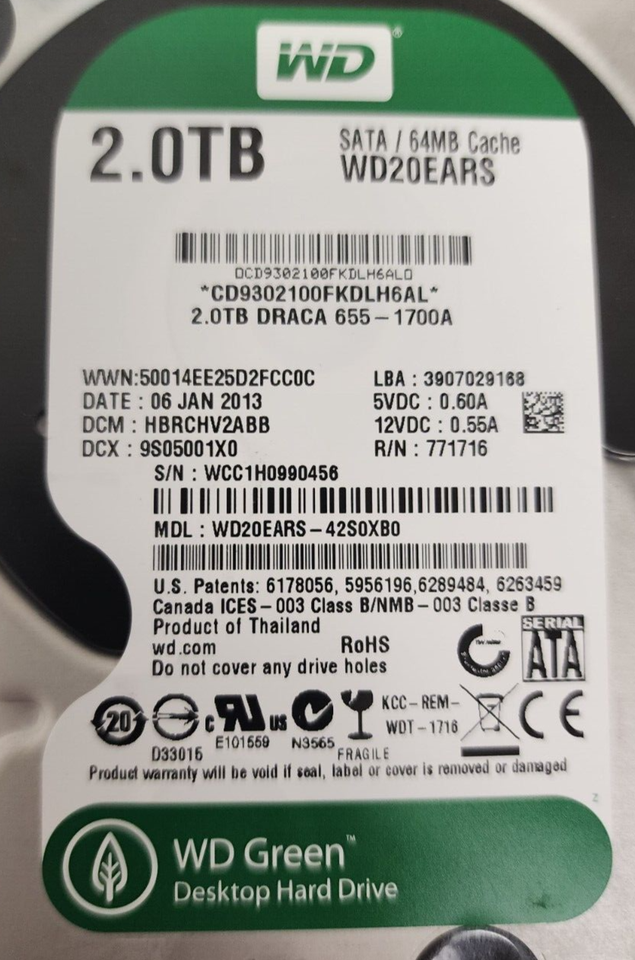 WD®
2.0TB
SATA / 64MB Cache
WD20EARS
0CD9302100FKDLH6AL0
*CD9302100FKDLH6AL*
2.0TB DRACA 655-1700A
WWN:50014EE25D2FCC0C
DATE : 06 JAN 2013
DCM : HBRCHV2ABB
DCX : 9S05001X0
LBA : 3907029168
5VDC : 0.60A
12VDC : 0.55A
R/N : 771716
S/N : WCC1H0990456
MDL : WD20EARS-42S0XB0
U.S. Patents: 6178056, 5956196,6289484, 6263459
Canada ICES-003 Class B/NMB-003 Classe B
Product of Thailand
wd.com
RoHS
Do not cover any drive holes
SERIAL
ATA
20
D33015
c RU US
E101559
N3565
FRAGILE
KCC-REM-
WDT-1716
CE
Product warranty will be void if seal, label or cover is removed or damaged
z
WD Green™
Desktop Hard Drive